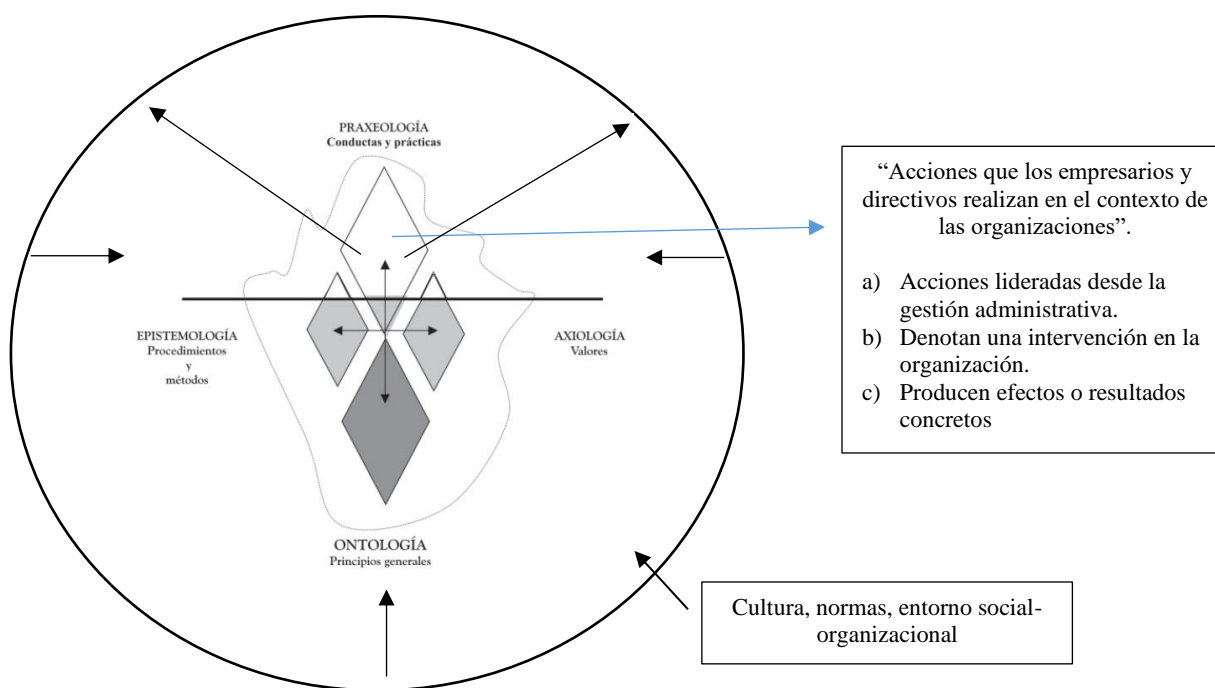 PRAXEOLOGÍA
Conductas y prácticas
EPISTEMOLOGÍA
Procedimientos
y
métodos
AXIOLOGÍA
Valores
ONTOLOGÍA
Principios generales
“Acciones que los empresarios y
directivos realizan en el contexto de
las organizaciones”.
a) Acciones lideradas desde la
gestión administrativa.
b) Denotan una intervención en la
organización.
c) Producen efectos o resultados
concretos
Cultura, normas, entorno social-
organizacional